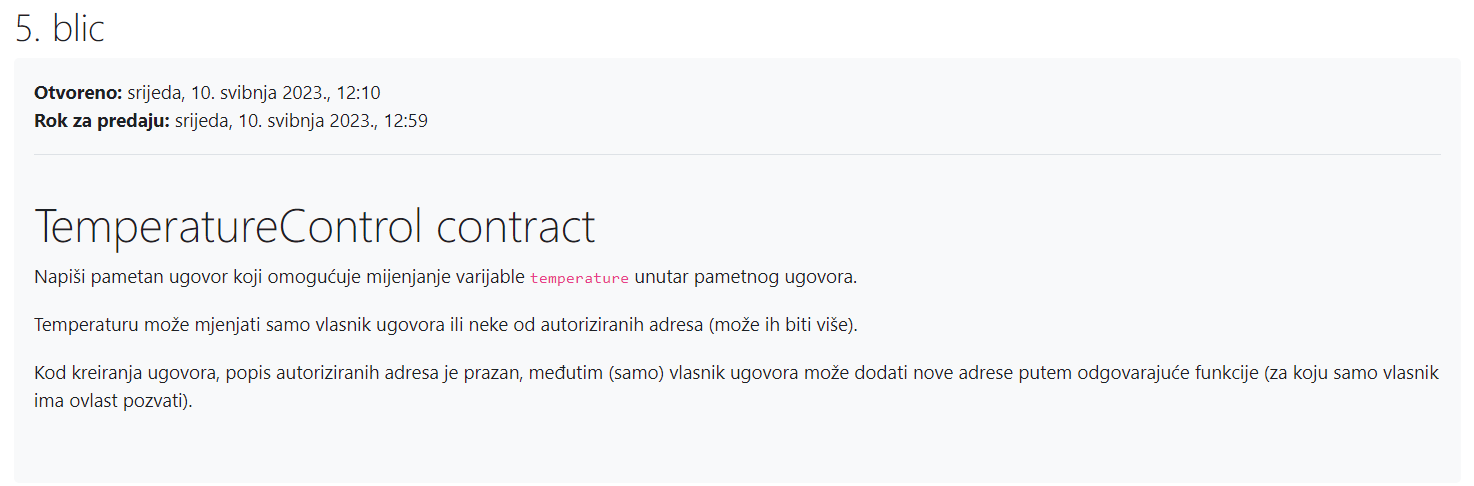 5. blic
Otvoreno: srijeda, 10. svibnja 2023., 12:10
Rok za predaju: srijeda, 10. svibnja 2023., 12:59
TemperatureControl contract
Napiši pametan ugovor koji omogućuje mijenjanje varijable temperature unutar pametnog ugovora.
Temperaturu može mjenjati samo vlasnik ugovora ili neke od autoriziranih adresa (može ih biti više).
Kod kreiranja ugovora, popis autoriziranih adresa je prazan, međutim (samo) vlasnik ugovora može dodati nove adrese putem odgovarajuće funkcije (za koju samo vlasnik
ima ovlast pozvati).